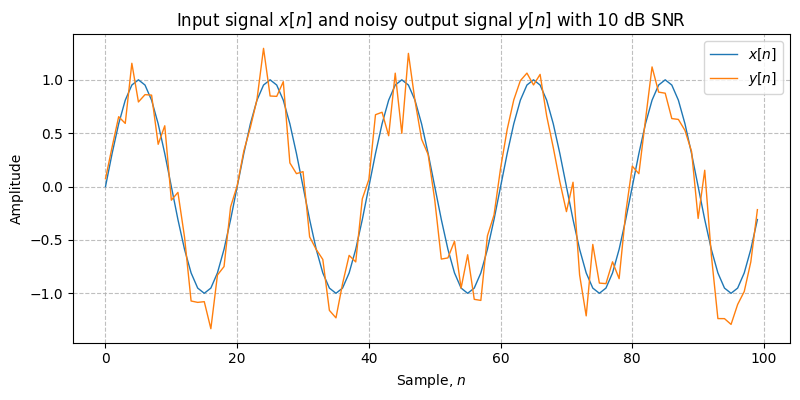 Input signal x[n] and noisy output signal y[n] with 10 dB SNR
x[n]
y[n]
1.0
0.5
0.0
−0.5
−1.0
Amplitude
0 20 40 60 80 100
Sample, n